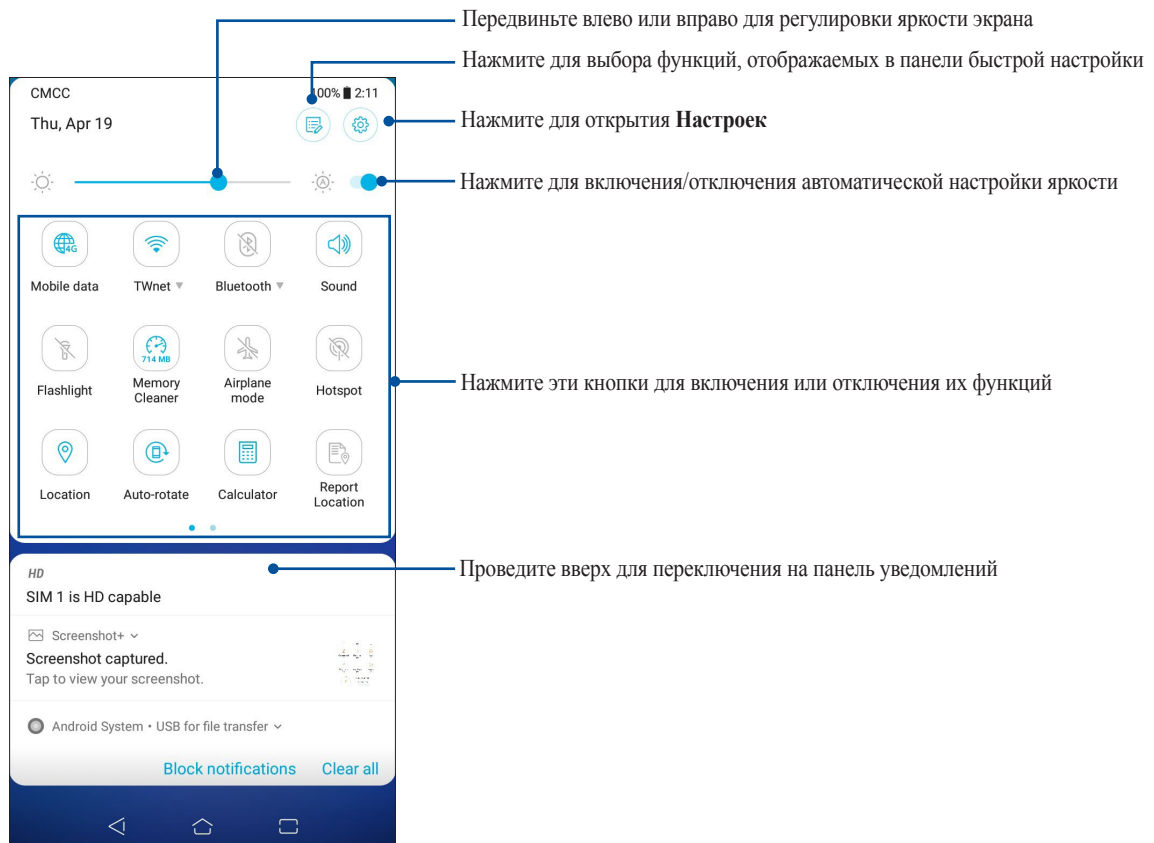 Передвиньте влево или вправо для регулировки яркости экрана
Нажмите для выбора функций, отображаемых в панели быстрой настройки
CMCC
100% 2:11
Thu, Apr 19
Нажмите для открытия Настроек
A
Нажмите для включения/отключения автоматической настройки яркости
4G
Mobile data
TWnet
Bluetooth
Sound
714 MB
Flashlight
Memory
Cleaner
Airplane
mode
Hotspot
Нажмите эти кнопки для включения или отключения их функций
Location
Auto-rotate
Calculator
Report
Location
Проведите вверх для переключения на панель уведомлений
HD
SIM 1 is HD capable
Screenshot+
Screenshot captured.
Tap to view your screenshot.
Android System • USB for file transfer
Block notifications Clear all